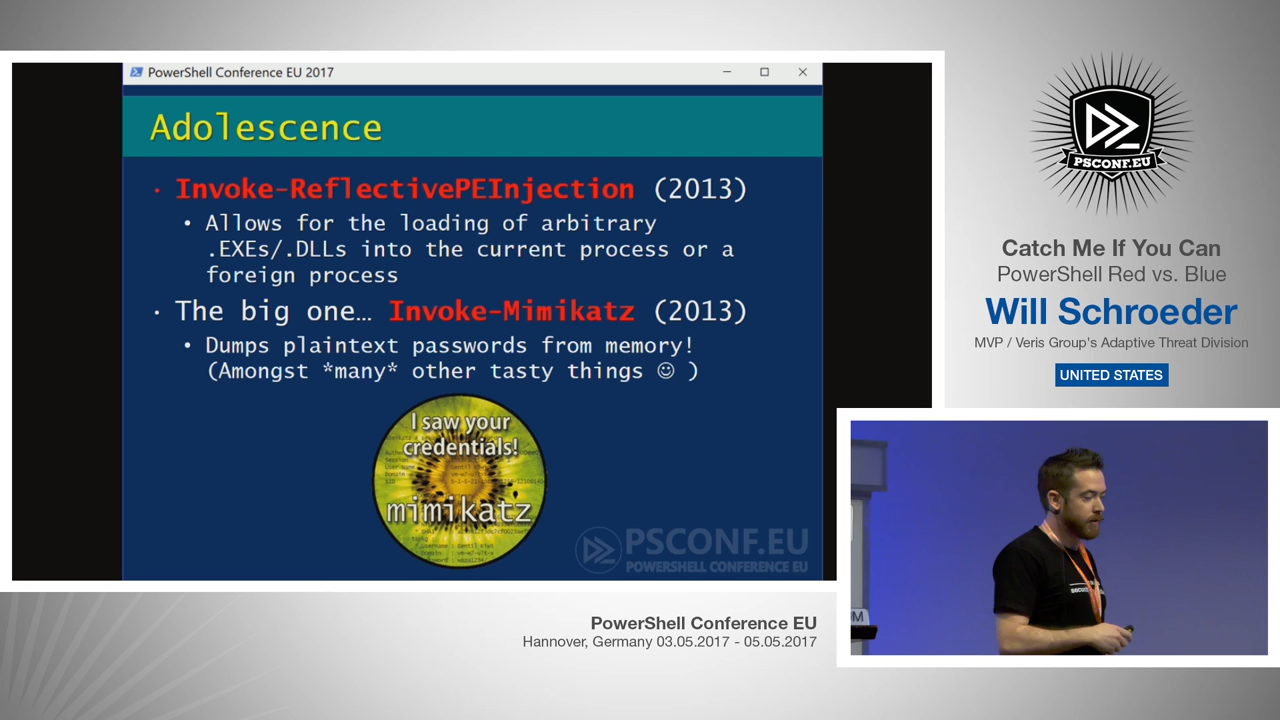 PowerShell Conference EU 2017
Adolescence
• Invoke-ReflectivePEInjection (2013)
• Allows for the loading of arbitrary
.EXEs/.DLLs into the current process or a
foreign process
• The big one… Invoke-Mimikatz (2013)
• Dumps plaintext passwords from memory!
(Amongst *many* other tasty things ☺ )
I saw your
credentials!
mimikatz
PSCONF.EU
POWERSHELL CONFERENCE EU
PSCONF.EU
Catch Me If You Can
PowerShell Red vs. Blue
Will Schroeder
MVP / Veris Group's Adaptive Threat Division
UNITED STATES
PowerShell Conference EU
Hannover, Germany 03.05.2017 - 05.05.2017